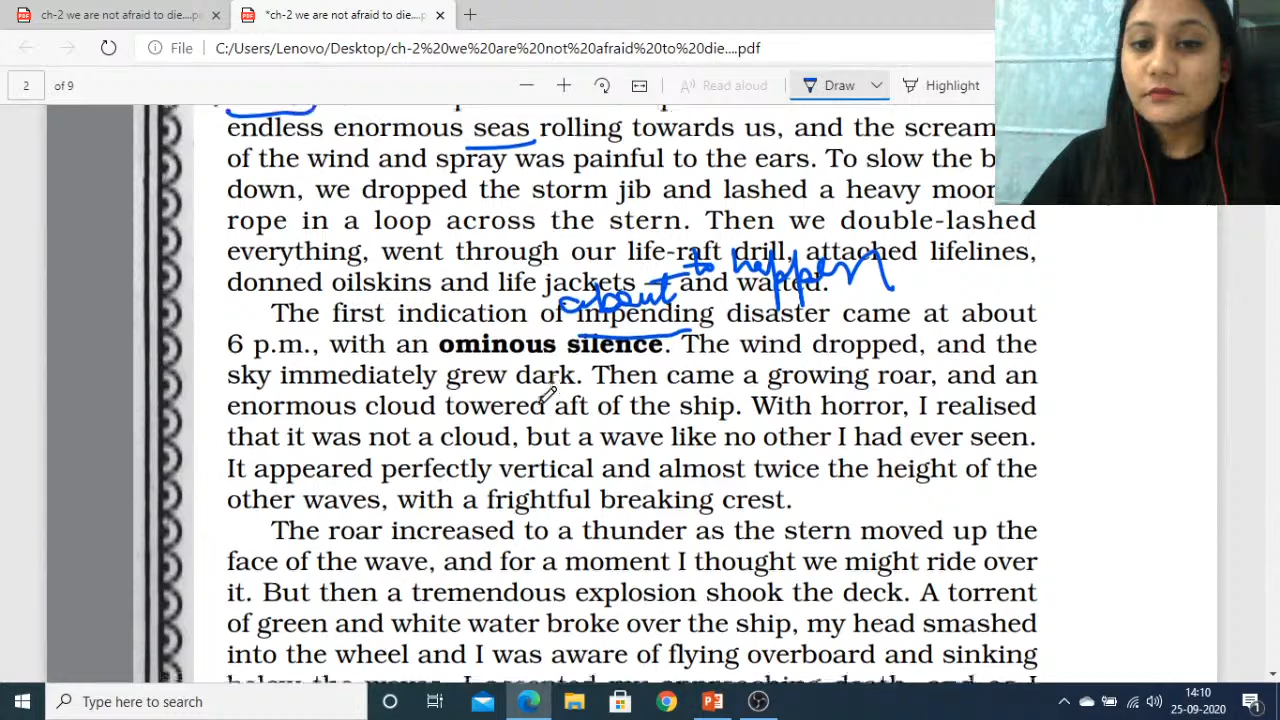 ch-2 we are not afraid to die....pe
*ch-2 we are not afraid to die....p
File
C:/Users/Lenovo/Desktop/ch-2%20we%20are%20not%20afraid%20to%20die....pdf
2 of 9
Read aloud
Draw
Highlight
endless enormous seas rolling towards us, and the scream
of the wind and spray was painful to the ears. To slow the
down, we dropped the storm jib and lashed a heavy
rope in a loop across the stern. Then we double-lashed
everything, went through our life-raft drill, attached lifelines,
to happen
donned oilskins and life jackets — and waited.
about
The first indication of impending disaster came at about
6 p.m., with an ominous silence. The wind dropped, and the
sky immediately grew dark. Then came a growing roar, and an
enormous cloud towered aft of the ship. With horror, I realised
that it was not a cloud, but a wave like no other I had ever seen.
It appeared perfectly vertical and almost twice the height of the
other waves, with a frightful breaking crest.
The roar increased to a thunder as the stern moved up the
face of the wave, and for a moment I thought we might ride over
it. But then a tremendous explosion shook the deck. A torrent
of green and white water broke over the ship, my head smashed
into the wheel and I was aware of flying overboard and sinking
Type here to search
14:10
25-09-2020
1